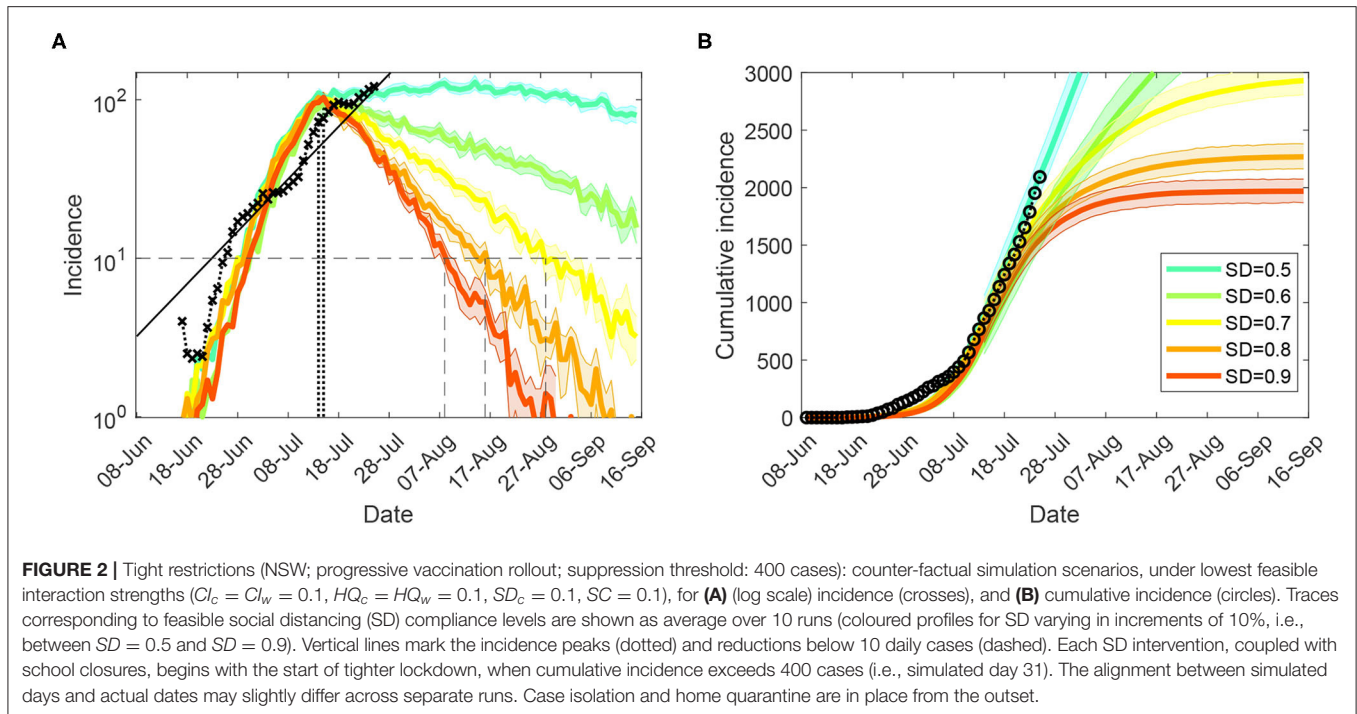 A
B
10²
10¹
10⁰
Incidence
08-Jun
18-Jun
28-Jun
08-Jul
18-Jul
28-Jul
07-Aug
17-Aug
27-Aug
06-Sep
16-Sep
Date
3000
2500
2000
1500
1000
500
0
Cumulative incidence
08-Jun
18-Jun
28-Jun
08-Jul
18-Jul
28-Jul
07-Aug
17-Aug
27-Aug
06-Sep
16-Sep
Date
SD=0.5
SD=0.6
SD=0.7
SD=0.8
SD=0.9
FIGURE 2 | Tight restrictions (NSW; progressive vaccination rollout; suppression threshold: 400 cases): counter-factual simulation scenarios, under lowest feasible
interaction strengths (CI_c = CI_w = 0.1, HQ_c = HQ_w = 0.1, SD_c = 0.1, SC = 0.1), for (A) (log scale) incidence (crosses), and (B) cumulative incidence (circles). Traces
corresponding to feasible social distancing (SD) compliance levels are shown as average over 10 runs (coloured profiles for SD varying in increments of 10%, i.e.,
between SD = 0.5 and SD = 0.9). Vertical lines mark the incidence peaks (dotted) and reductions below 10 daily cases (dashed). Each SD intervention, coupled with
school closures, begins with the start of tighter lockdown, when cumulative incidence exceeds 400 cases (i.e., simulated day 31). The alignment between simulated
days and actual dates may slightly differ across separate runs. Case isolation and home quarantine are in place from the outset.